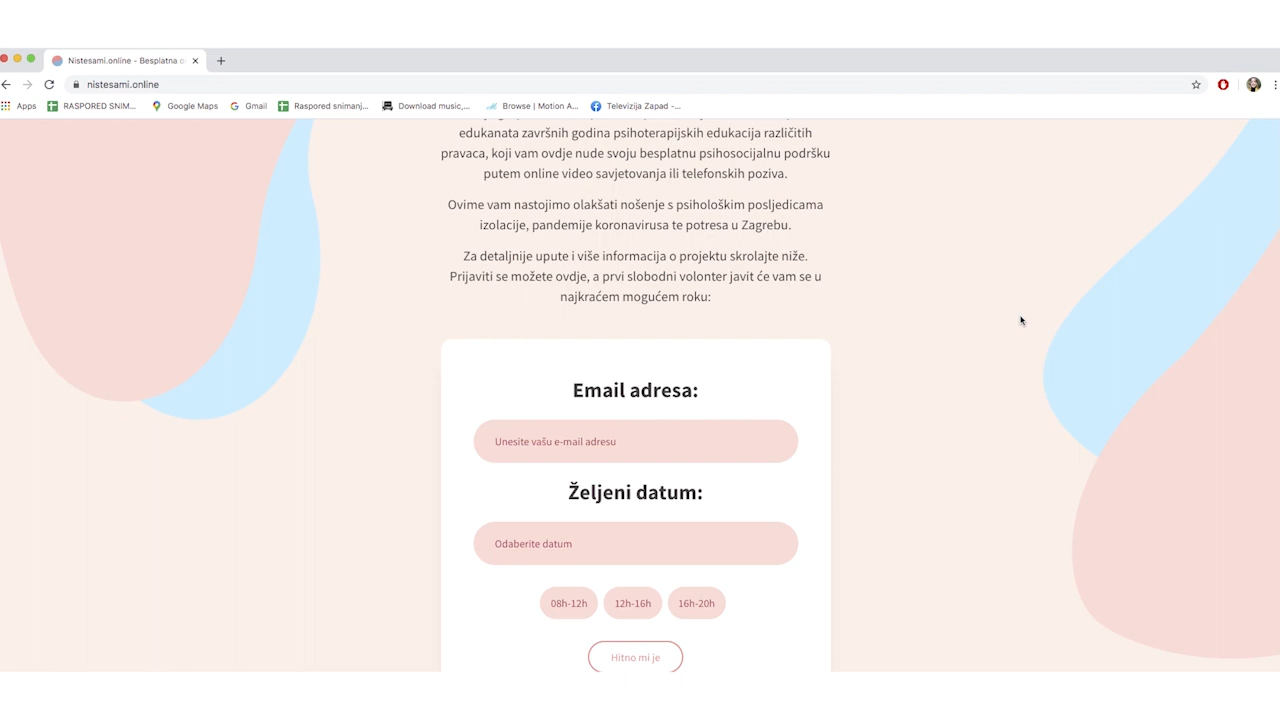 Nistesami.online - Besplatna o
nistesami.online
Apps RASPORED SNIM... Google Maps Gmail Raspored snimanj... Download music,... Browse | Motion A... Televizija Zapad -...
edukanata završnih godina psihoterapijskih edukacija različitih
pravaca, koji vam ovdje nude svoju besplatnu psihosocijalnu podršku
putem online video savjetovanja ili telefonskih poziva.
Ovime vam nastojimo olakšati nošenje s psihološkim posljedicama
izolacije, pandemije koronavirusa te potresa u Zagrebu.
Za detaljnije upute i više informacija o projektu skrolajte niže.
Prijaviti se možete ovdje, a prvi slobodni volonter javit će vam se u
najkraćem mogućem roku:
Email adresa:
Unesite vašu e-mail adresu
Željeni datum:
Odaberite datum
08h-12h 12h-16h 16h-20h
Hitno mi je